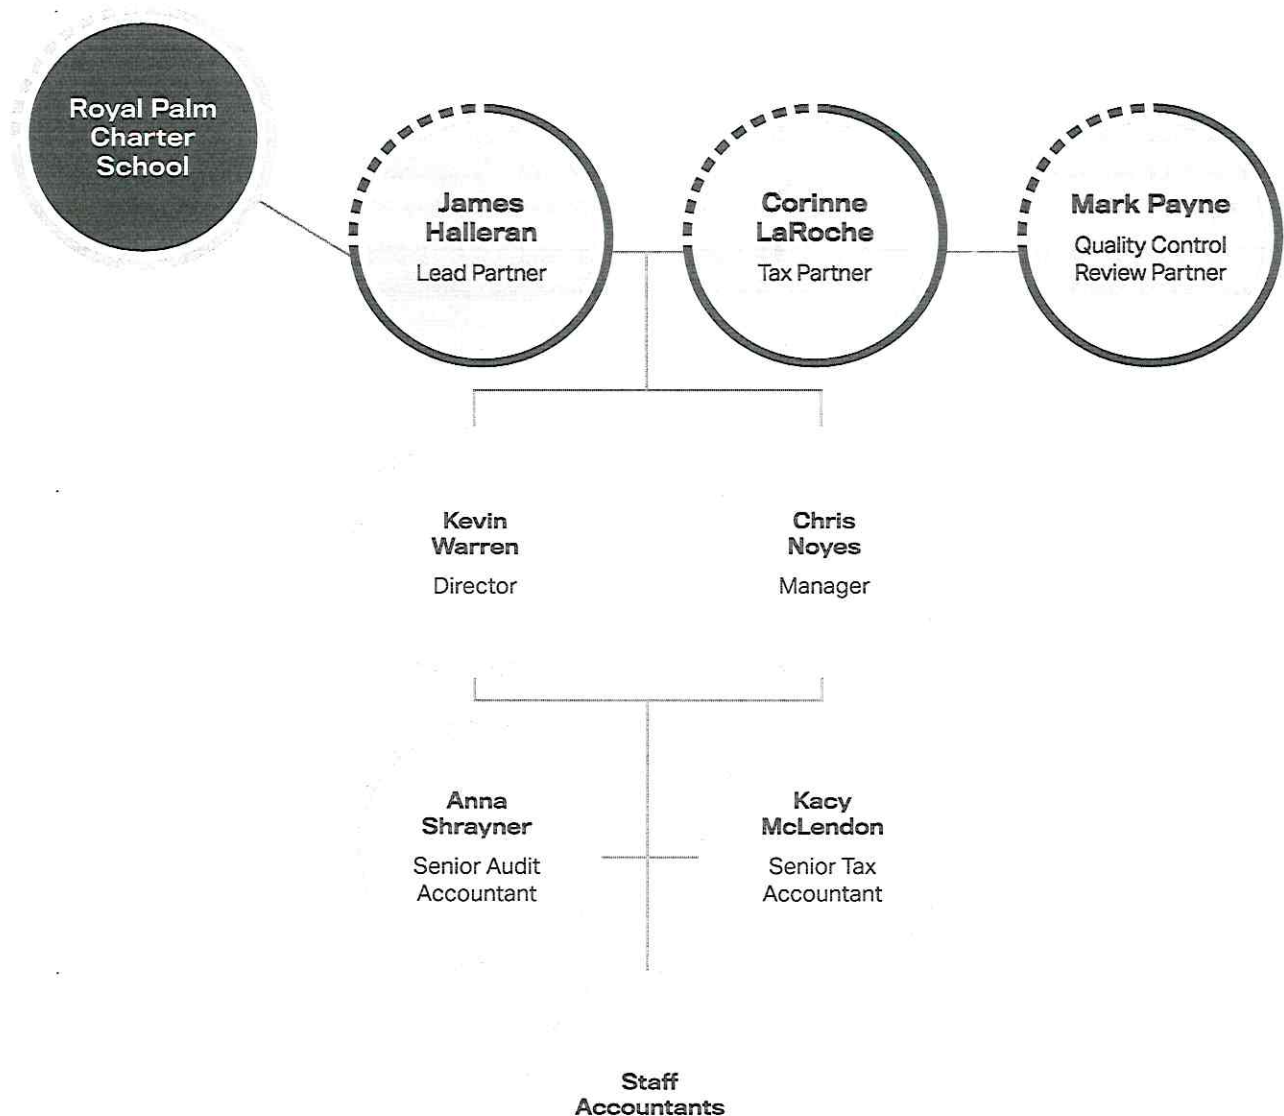 Royal Palm
Charter
School
James
Halleran
Lead Partner
Corinne
LaRoche
Tax Partner
Mark Payne
Quality Control
Review Partner
Kevin
Warren
Director
Chris
Noyes
Manager
Anna
Shrayner
Senior Audit
Accountant
Kacy
McLendon
Senior Tax
Accountant
Staff
Accountants